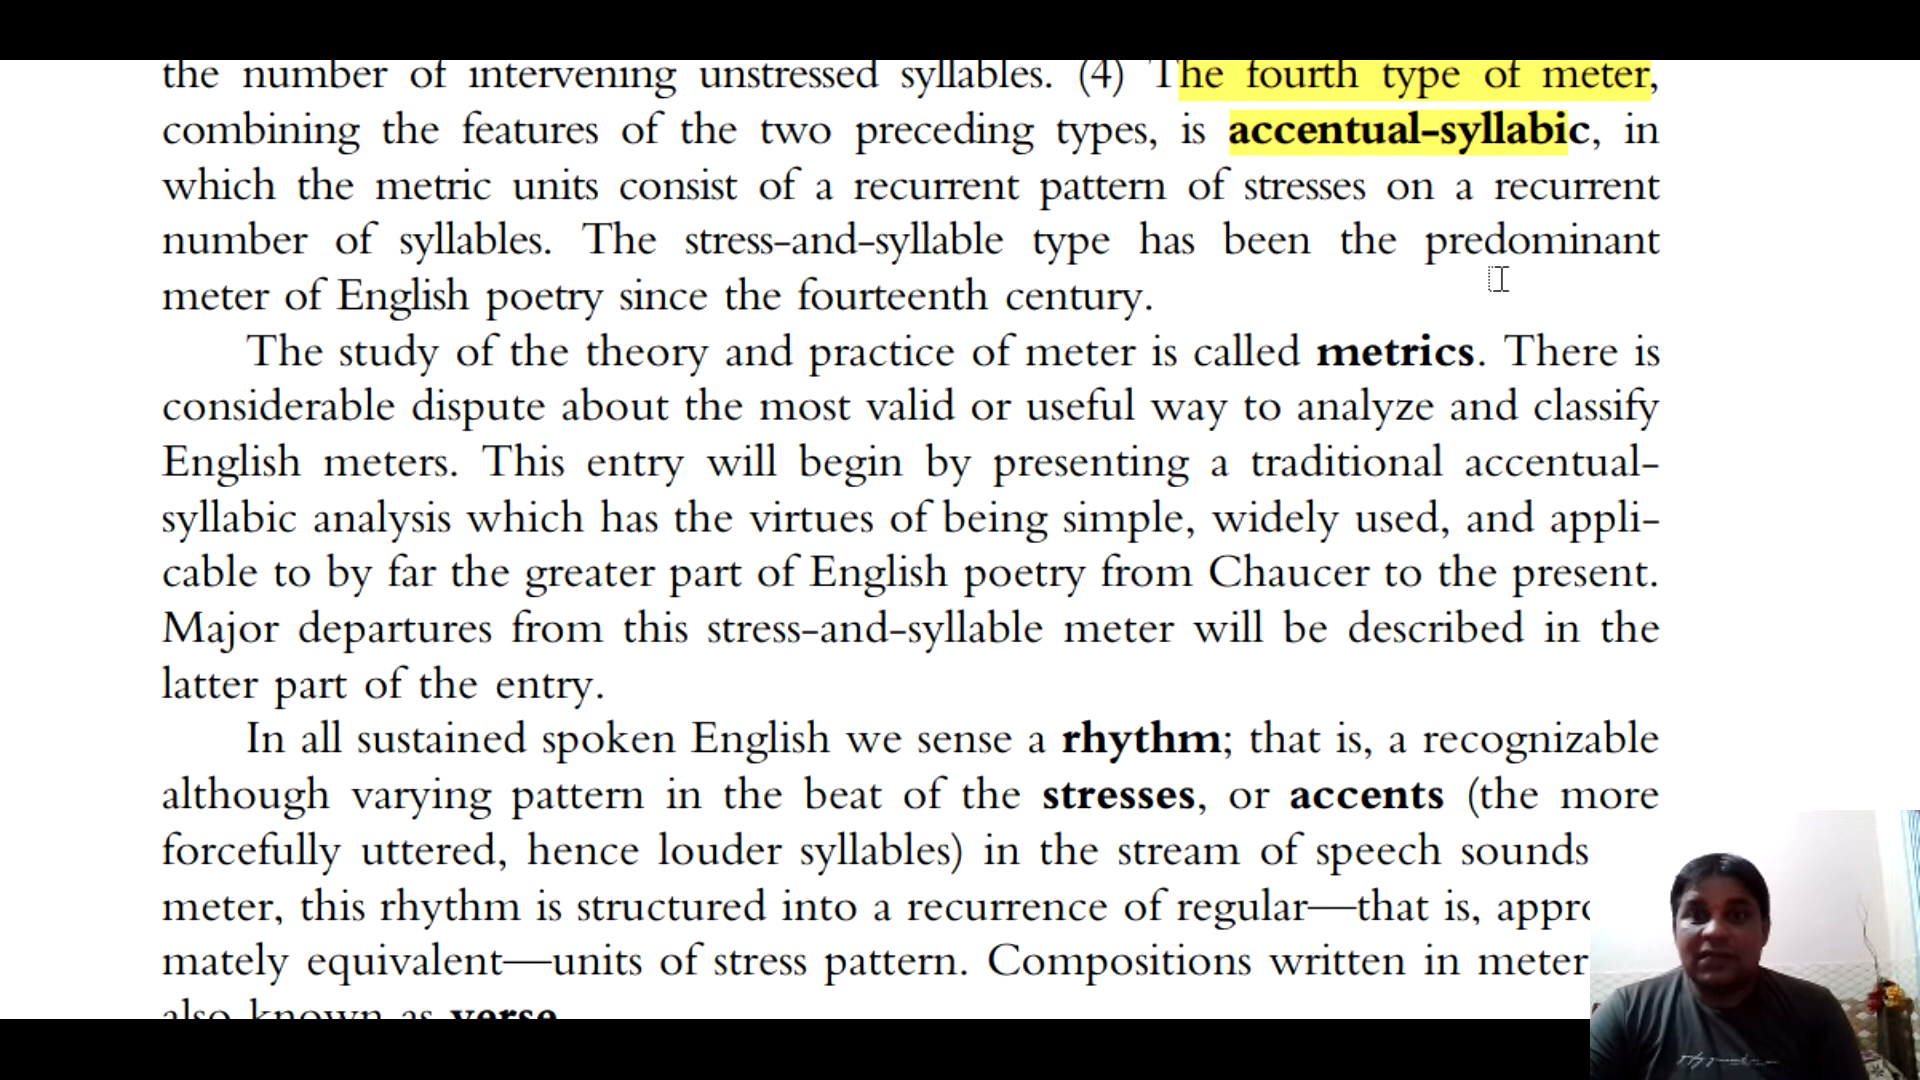 the number of intervening unstressed syllables. (4) The fourth type of meter,
combining the features of the two preceding types, is accentual-syllabic, in
which the metric units consist of a recurrent pattern of stresses on a recurrent
number of syllables. The stress-and-syllable type has been the predominant
meter of English poetry since the fourteenth century.
The study of the theory and practice of meter is called metrics. There is
considerable dispute about the most valid or useful way to analyze and classify
English meters. This entry will begin by presenting a traditional accentual-
syllabic analysis which has the virtues of being simple, widely used, and appli-
cable to by far the greater part of English poetry from Chaucer to the present.
Major departures from this stress-and-syllable meter will be described in the
latter part of the entry.
In all sustained spoken English we sense a rhythm; that is, a recognizable
although varying pattern in the beat of the stresses, or accents (the more
forcefully uttered, hence louder syllables) in the stream of speech sounds
meter, this rhythm is structured into a recurrence of regular—that is, appro
mately equivalent—units of stress pattern. Compositions written in meter
also known as verse.